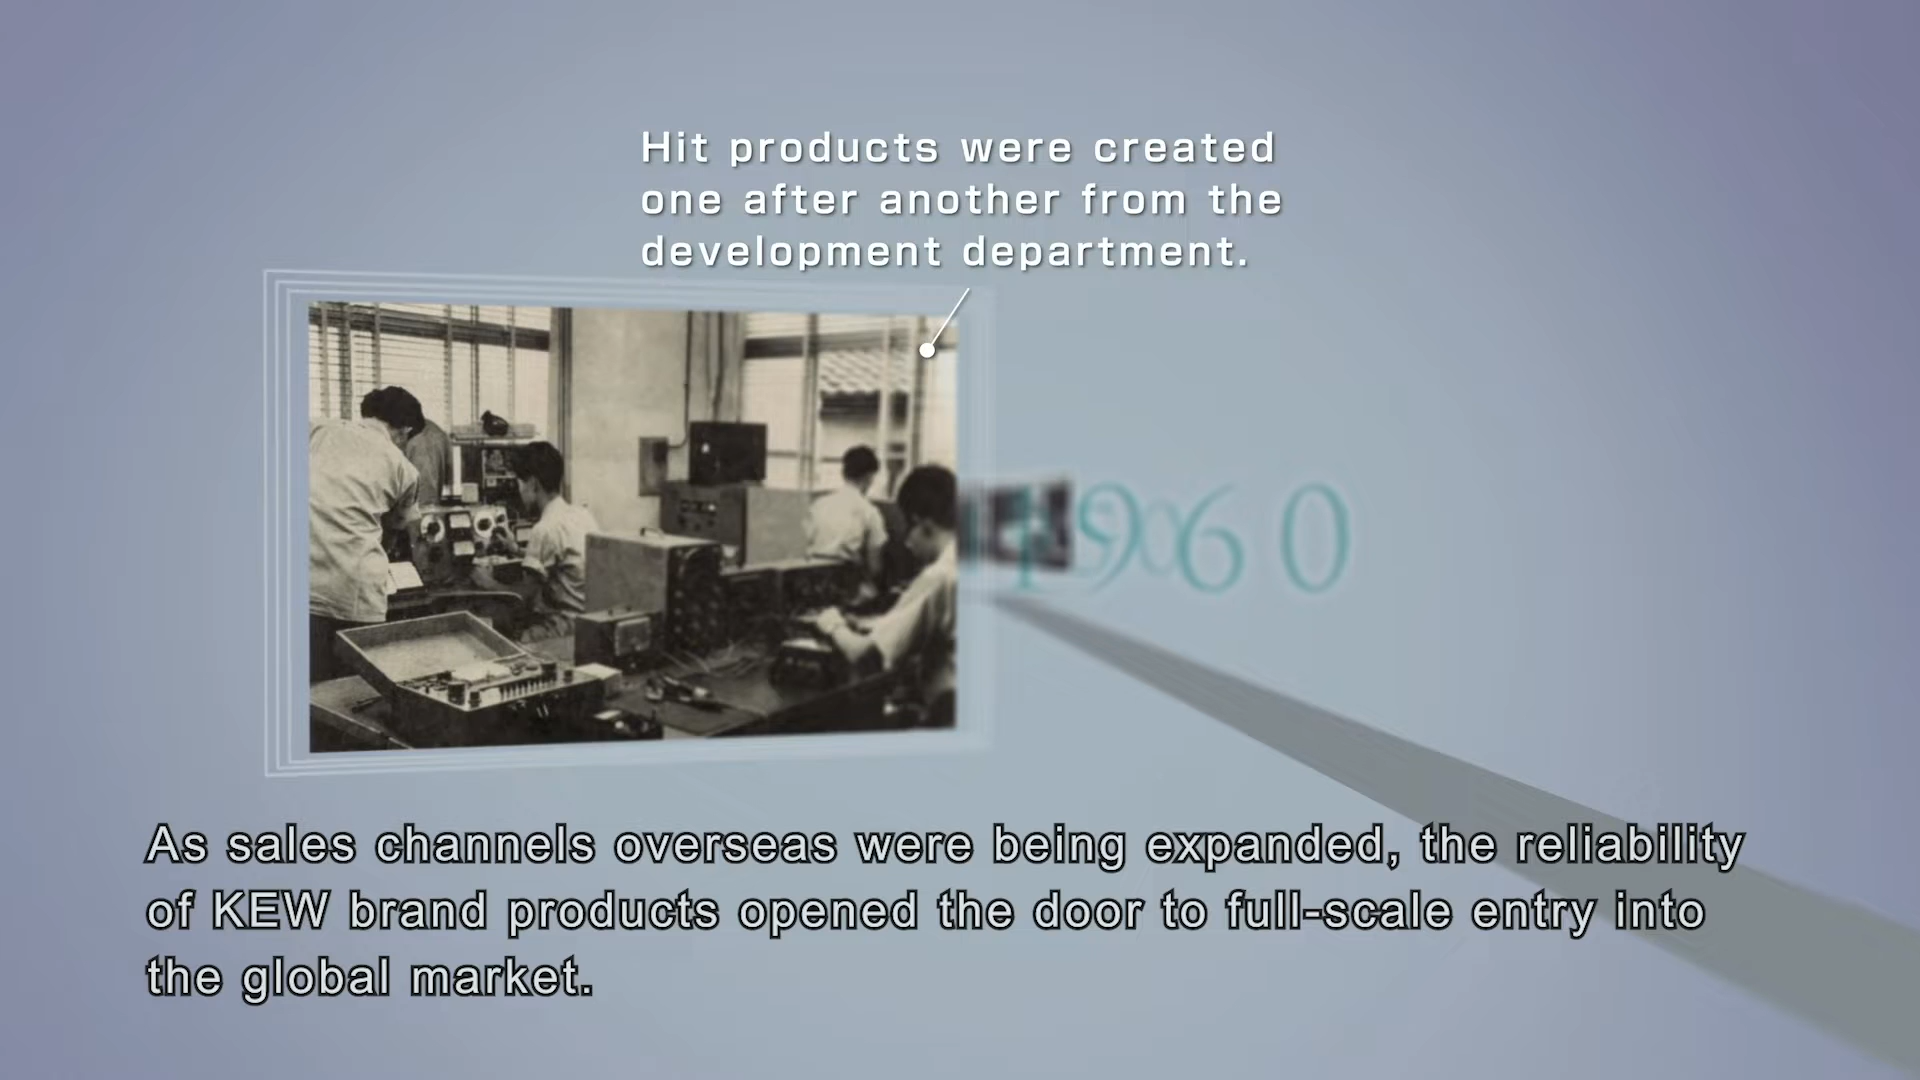 Hit products were created
one after another from the
development department.
1960
As sales channels overseas were being expanded, the reliability
of KEW brand products opened the door to full-scale entry into
the global market.